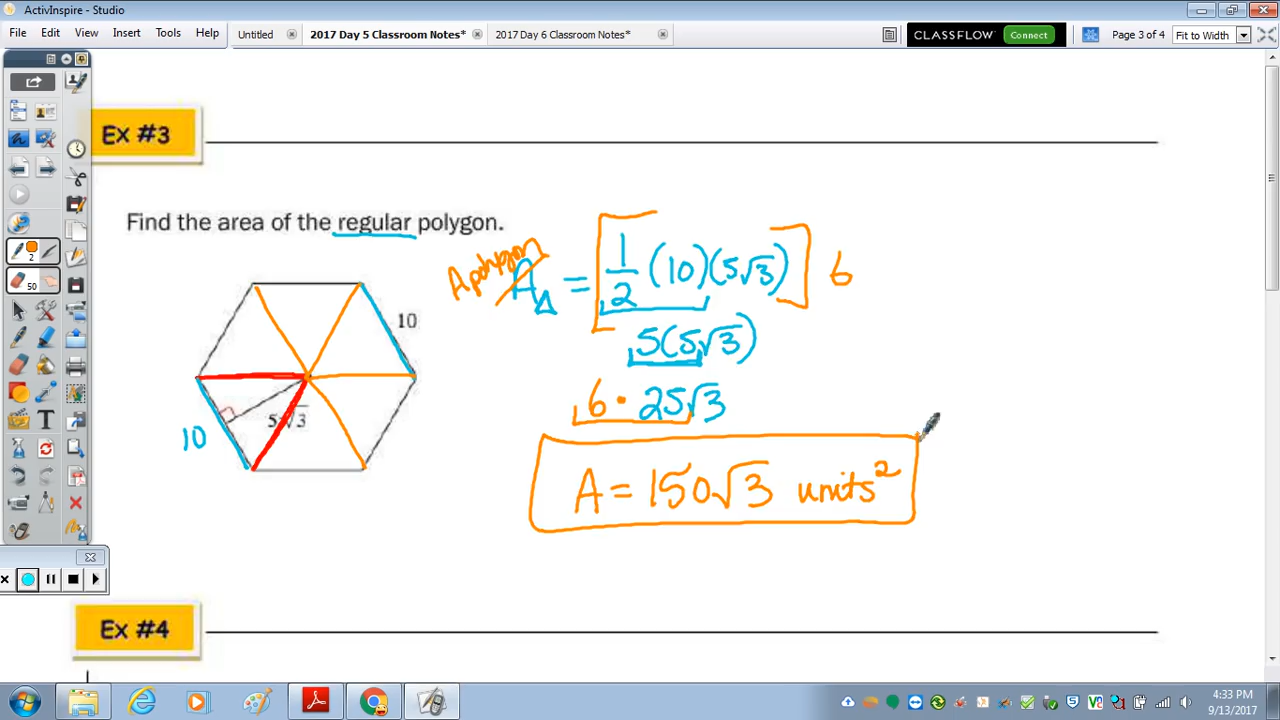 ActivInspire - Studio
File Edit View Insert Tools Help Untitled 2017 Day 5 Classroom Notes* 2017 Day 6 Classroom Notes* CLASSFLOW Connect Page 3 of 4 Fit to Width
Ex #3
Find the area of the regular polygon.
A polygon A△ = [1/2 (10)(5√3)] 6
5(5√3)
6 · 25√3
A = 150√3 units²
10
5√3
10
2
50
T
Ex #4
4:33 PM
9/13/2017